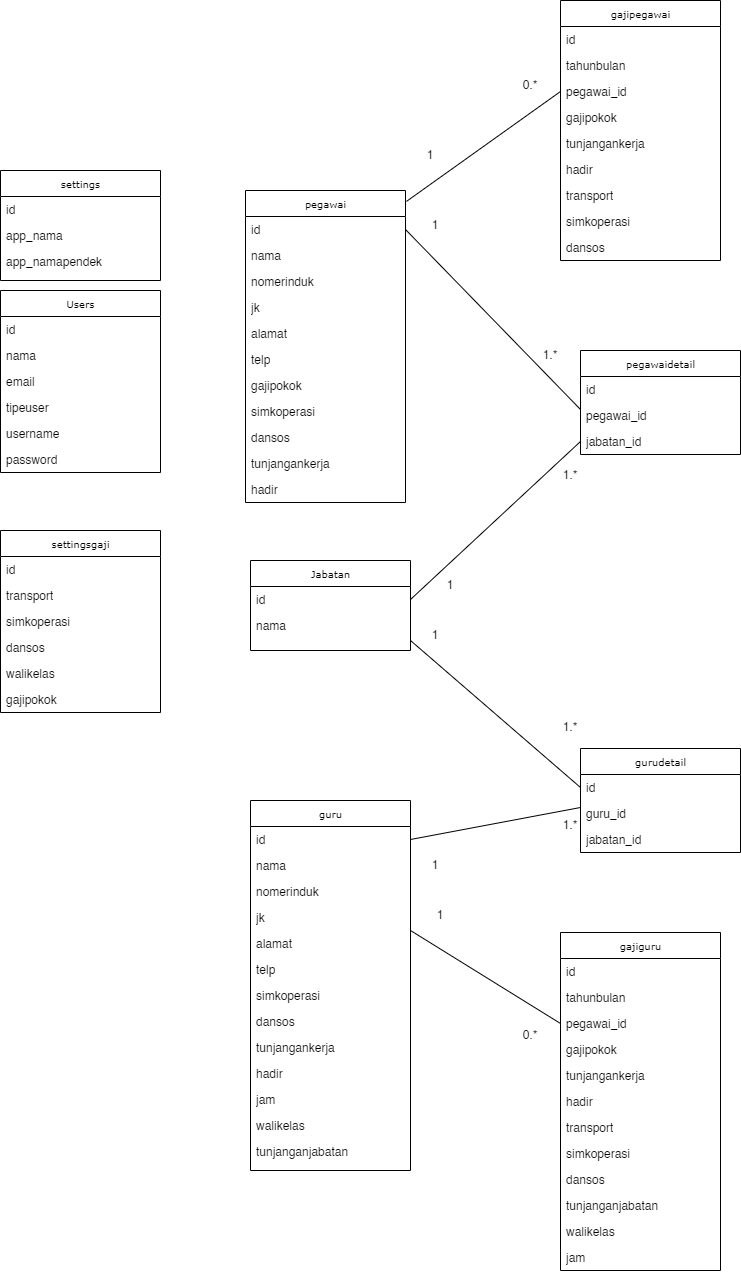 settings
id
app_nama
app_namapendek
Users
id
nama
email
tipeuser
username
password
settingsgaji
id
transport
simkoperasi
dansos
walikelas
gajipokok
pegawai
id
nama
nomerinduk
jk
alamat
telp
gajipokok
simkoperasi
dansos
tunjangankerja
hadir
Jabatan
id
nama
guru
id
nama
nomerinduk
jk
alamat
telp
simkoperasi
dansos
tunjangankerja
hadir
jam
walikelas
tunjanganjabatan
1
0.*
1
1.*
1.*
1
1
1.*
1.*
1
1
0.*
gajipegawai
id
tahunbulan
pegawai_id
gajipokok
tunjangankerja
hadir
transport
simkoperasi
dansos
pegawaidetail
id
pegawai_id
jabatan_id
gurudetail
id
guru_id
jabatan_id
gajiguru
id
tahunbulan
pegawai_id
gajipokok
tunjangankerja
hadir
transport
simkoperasi
dansos
tunjanganjabatan
walikelas
jam